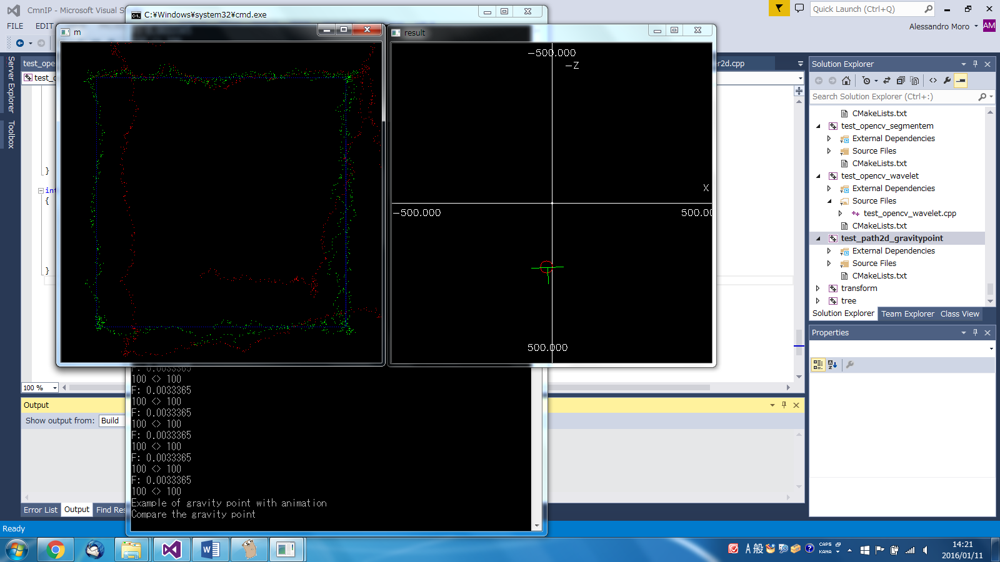 CmnIP - Microsoft Visual S
Quick Launch (Ctrl+Q)
FILE
EDIT
Alessandro Moro
AM
C:¥Windows¥system32¥cmd.exe
m
result
Server Explorer
Toolbox
test_ope
er2d.cpp
test_o
}
int
{
}
100 %
-500.000
-Z
X
-500.000
500.00
500.000
Solution Explorer
Search Solution Explorer (Ctrl+:)
CMakeLists.txt
test_opencv_segmentem
External Dependencies
Source Files
CMakeLists.txt
test_opencv_wavelet
External Dependencies
Source Files
test_opencv_wavelet.cpp
CMakeLists.txt
test_path2d_gravitypoint
External Dependencies
Source Files
CMakeLists.txt
transform
tree
Solution Explorer
Team Explorer
Class View
Properties
Output
Show output from:
Build
F: 0.0033365
100 <> 100
F: 0.0033365
100 <> 100
F: 0.0033365
100 <> 100
F: 0.0033365
100 <> 100
F: 0.0033365
100 <> 100
F: 0.0033365
100 <> 100
Example of gravity point with animation
Compare the gravity point
Error List
Output
Find Res
Ready
A 般
CAPS
KANA
14:21
2016/01/11